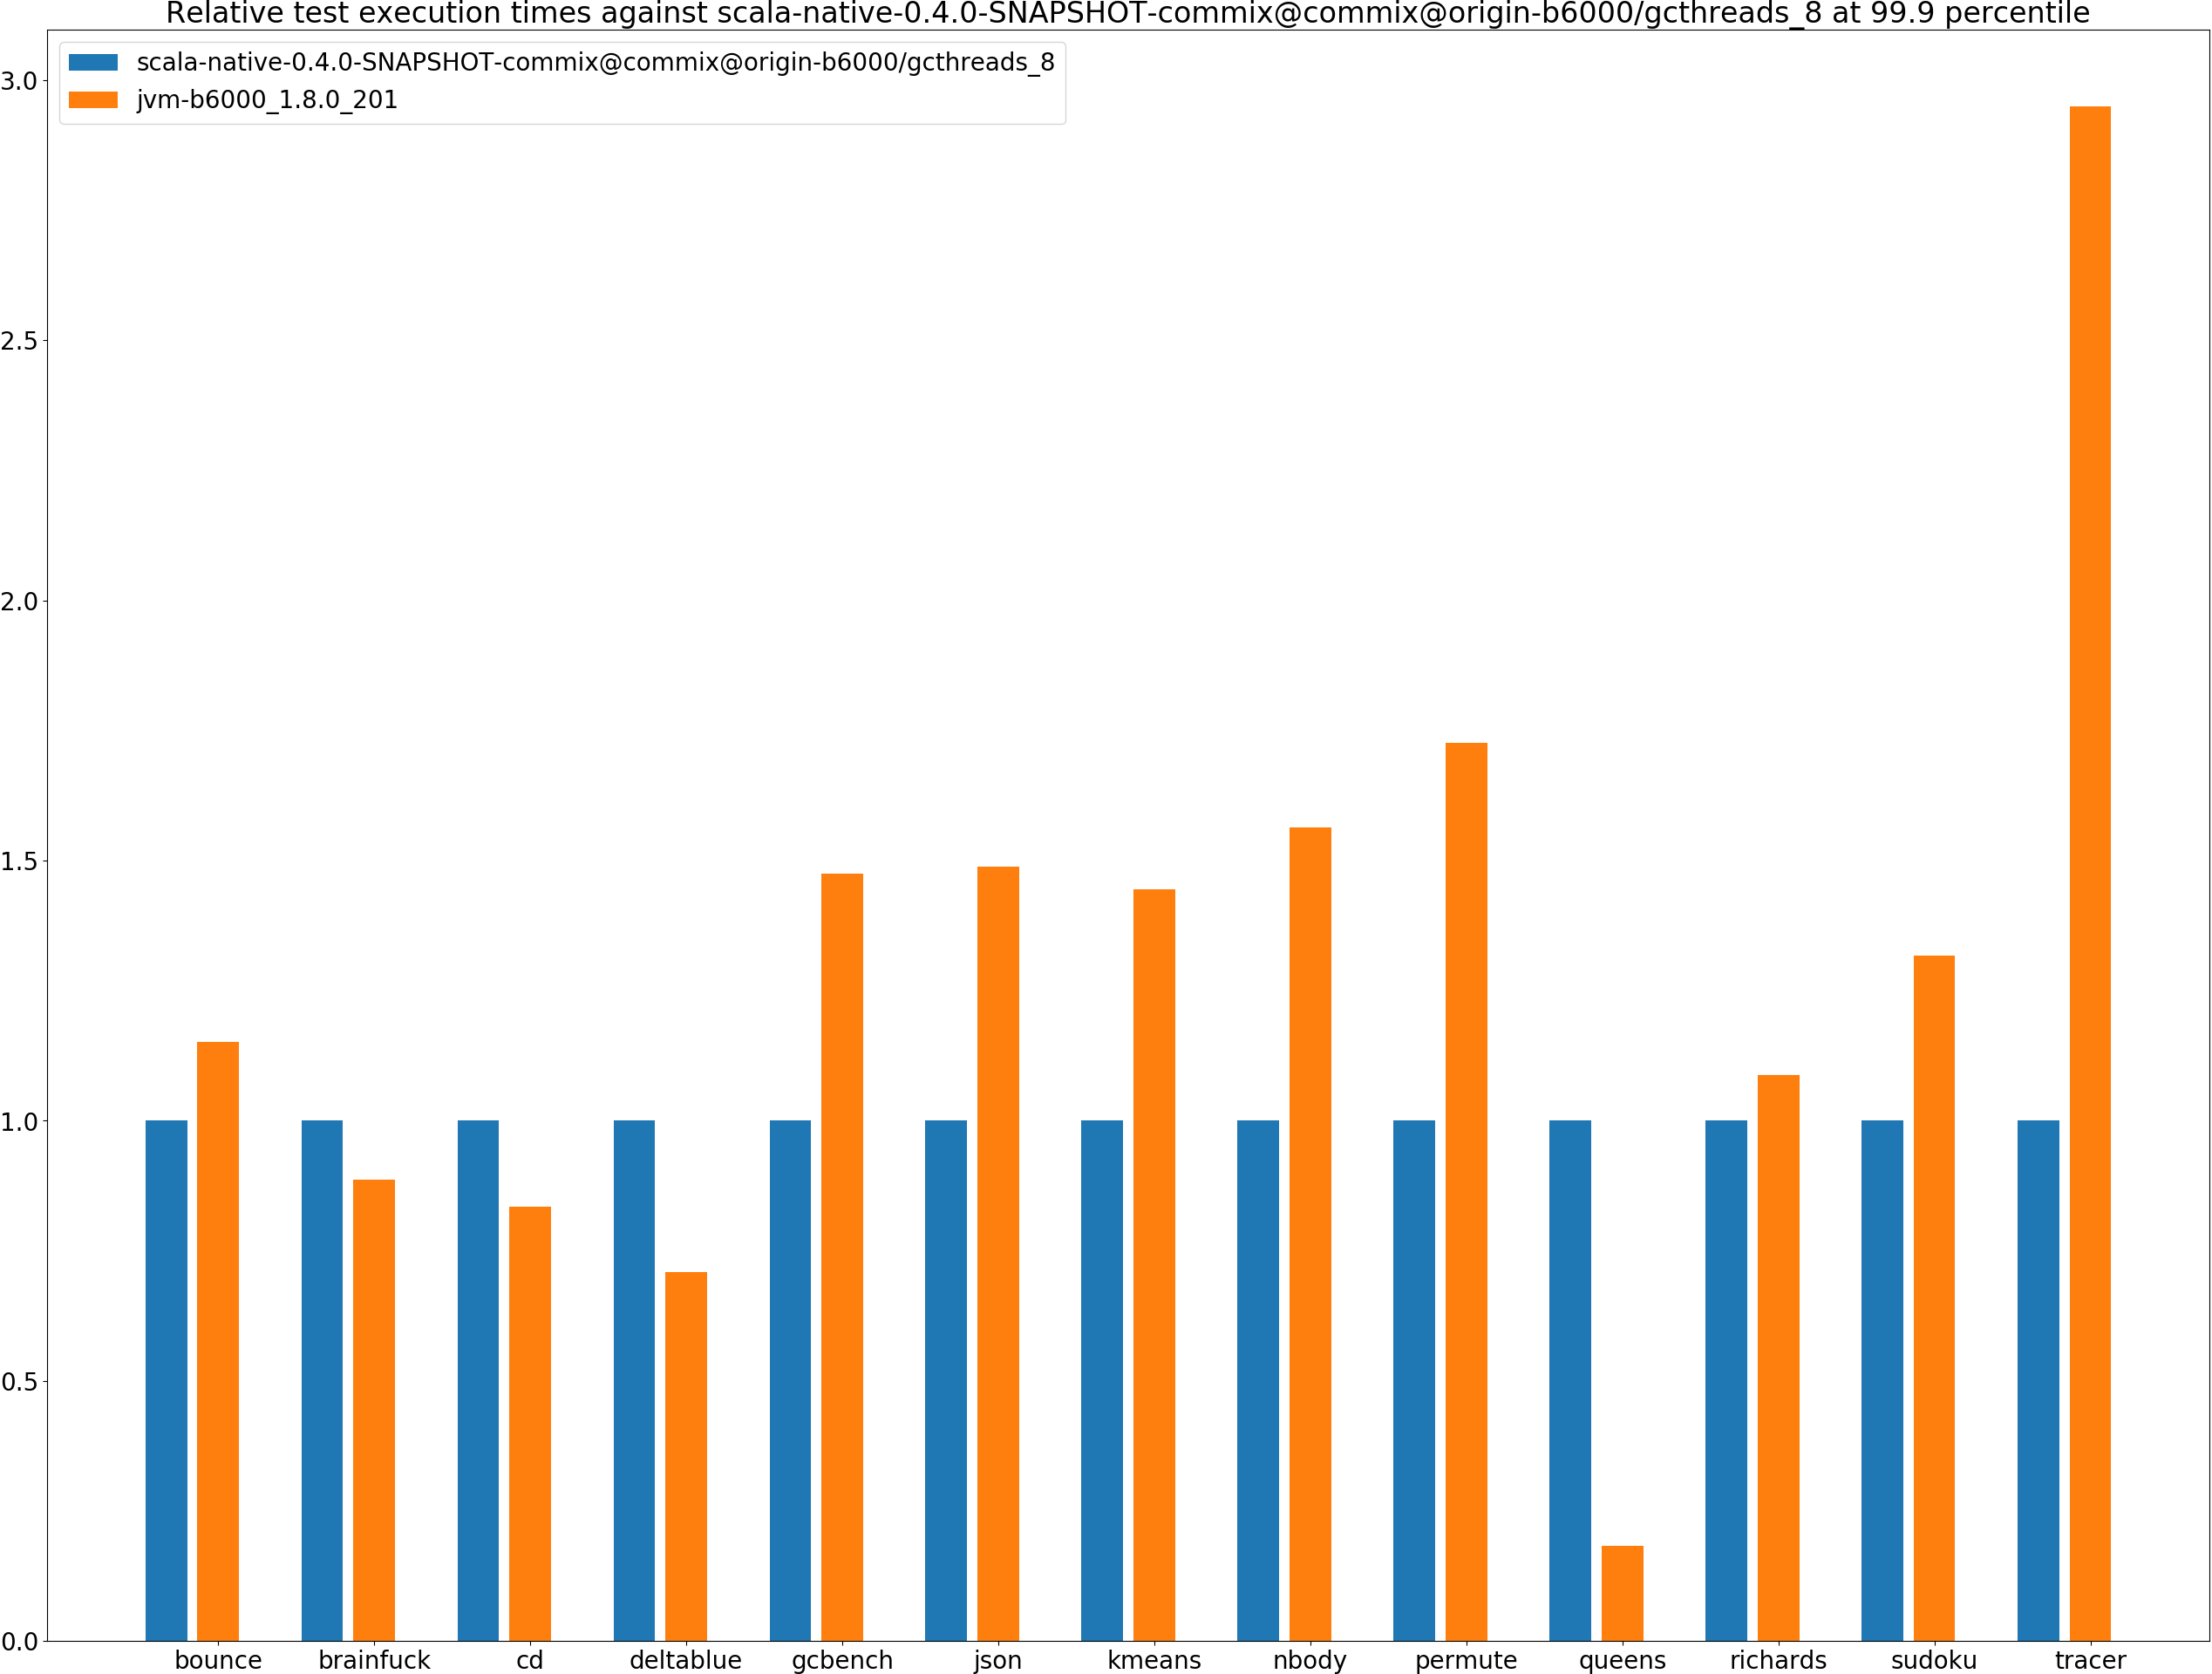 Relative test execution times against scala-native-0.4.0-SNAPSHOT-commix@commix@origin-b6000/gcthreads_8 at 99.9 percentile
scala-native-0.4.0-SNAPSHOT-commix@commix@origin-b6000/gcthreads_8
jvm-b6000_1.8.0_201
3.0
2.5
2.0
1.5
1.0
0.5
0.0
bounce brainfuck cd deltablue gcbench json kmeans nbody permute queens richards sudoku tracer